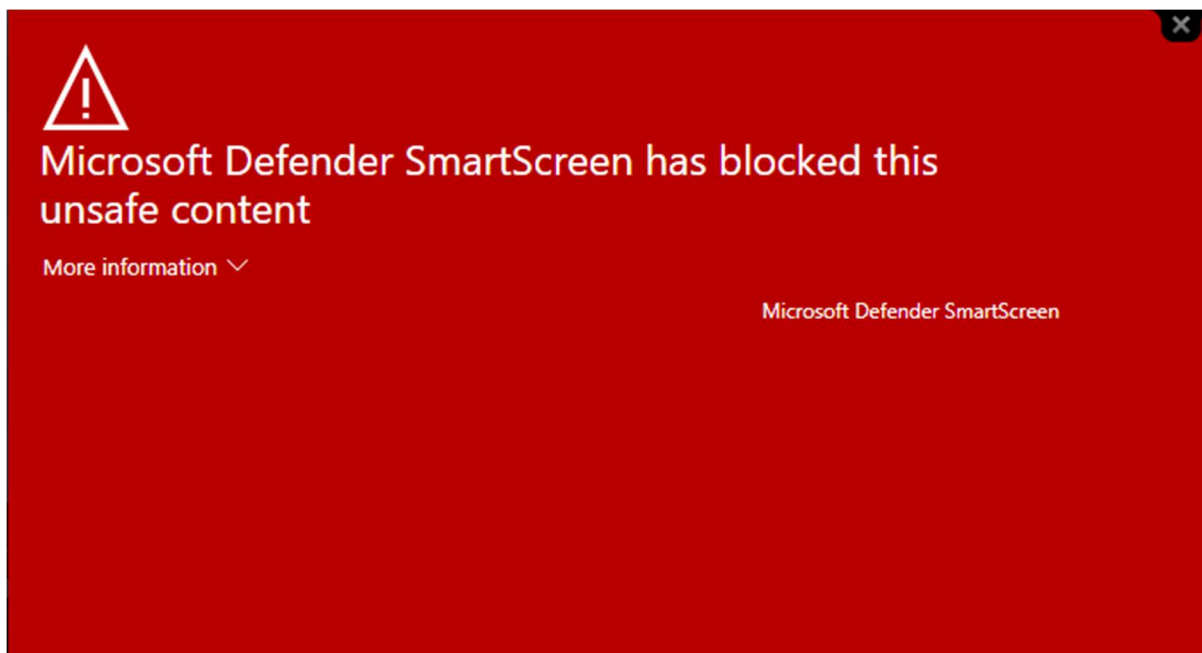 Microsoft Defender SmartScreen has blocked this
unsafe content
More information
Microsoft Defender SmartScreen